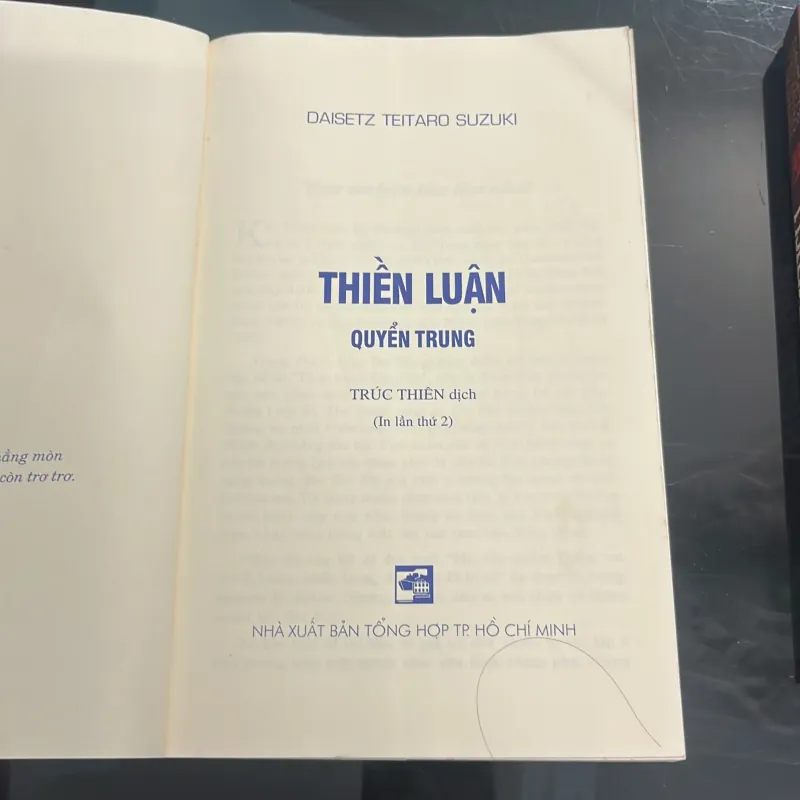 DAISETZ TEITARO SUZUKI
THIỀN LUẬN
QUYỂN TRUNG
TRÚC THIÊN dịch
(In lần thứ 2)
NHÀ XUẤT BẢN TỔNG HỢP TP. HỒ CHÍ MINH
mòn
còn trơ trơ.